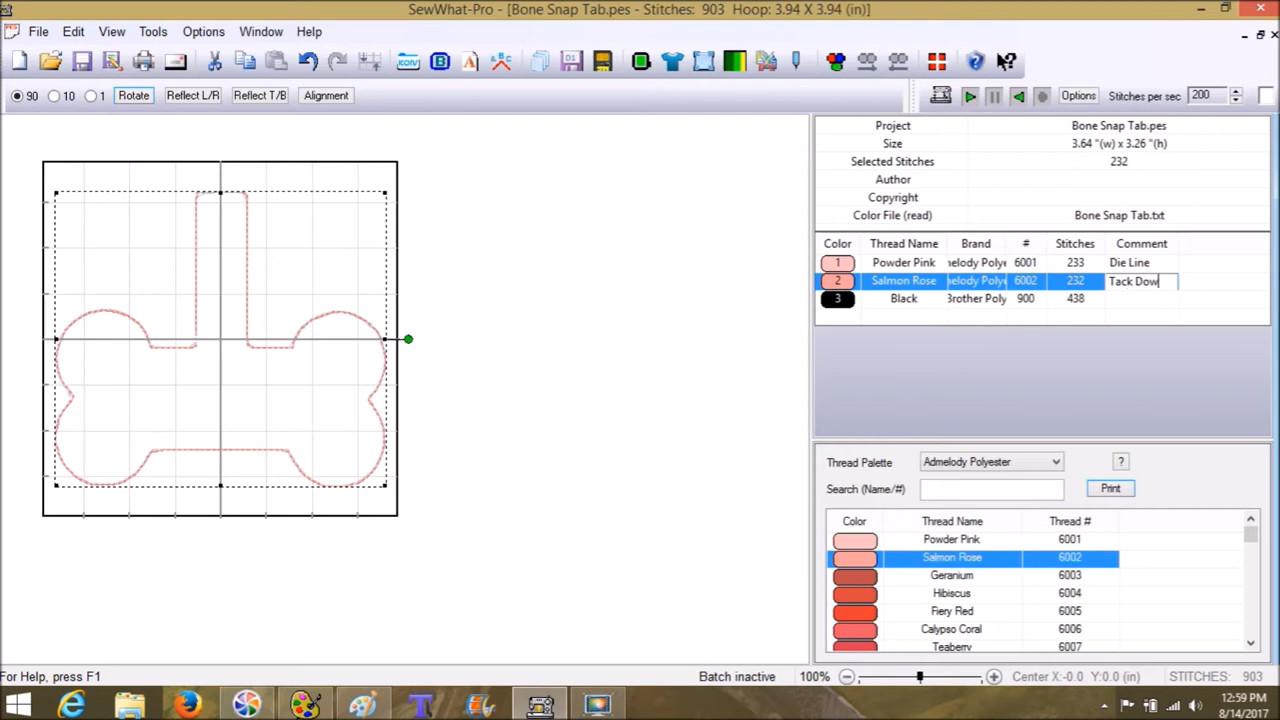 SewWhat-Pro - [Bone Snap Tab.pes - Stitches: 903 Hoop: 3.94 X 3.94 (in)]
File Edit View Tools Options Window Help
90 10 1 Rotate Reflect L/R Reflect T/B Alignment Options Stitches per sec 200
Project Bone Snap Tab.pes
Size 3.64 "(w) x 3.26 "(h)
Selected Stitches 232
Author
Copyright
Color File (read) Bone Snap Tab.txt
Color Thread Name Brand # Stitches Comment
1 Powder Pink melody Polye 6001 233 Die Line
2 Salmon Rose melody Polye 6002 232 Tack Dow
3 Black Brother Poly 900 438
Thread Palette Admelody Polyester ?
Search (Name/#) Print
Color Thread Name Thread #
Powder Pink 6001
Salmon Rose 6002
Geranium 6003
Hibiscus 6004
Fiery Red 6005
Calypso Coral 6006
Teaberry 6007
For Help, press F1 Batch inactive 100% Center X:-0.0 Y:0.0 (in) STITCHES: 903
12:59 PM
8/14/2017